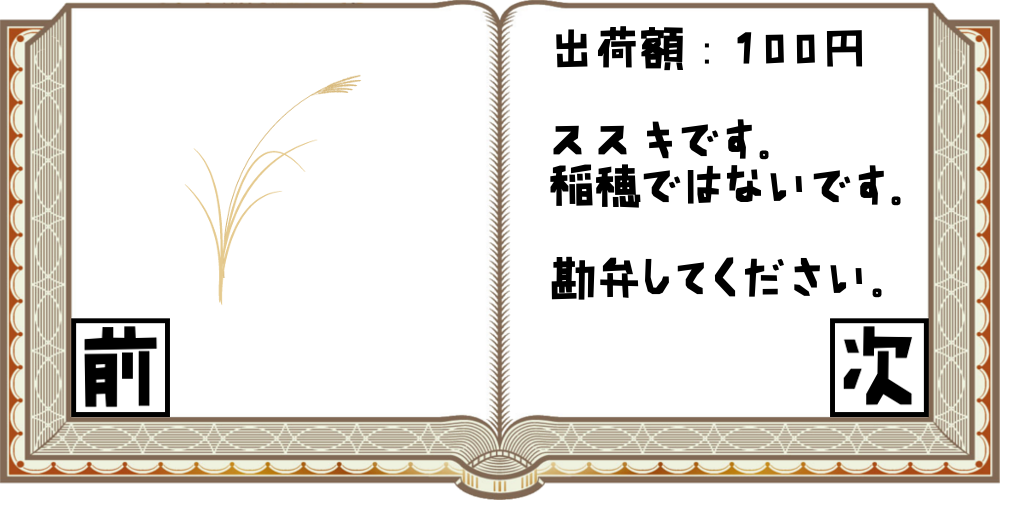 出荷額：100円
ススキです。
稲穂ではないです。
勘弁してください。
前
次